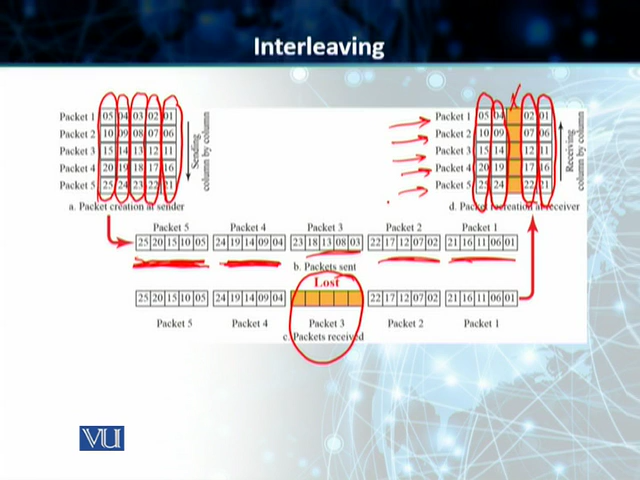 Interleaving
Packet 1 05 04 03 02 01
Packet 2 10 09 08 07 06
Packet 3 15 14 13 12 11
Packet 4 20 19 18 17 16
Packet 5 25 24 23 22 21
Sending
column by column
a. Packet creation at sender
Packet 1 05 04 02 01
Packet 2 10 09 07 06
Packet 3 15 14 12 11
Packet 4 20 19 17 16
Packet 5 25 24 22 21
Receiving
column by column
d. Packet recreation at receiver
Packet 5 Packet 4 Packet 3 Packet 2 Packet 1
25 20 15 10 05 24 19 14 09 04 23 18 13 08 03 22 17 12 07 02 21 16 11 06 01
b. Packets sent
Lost
25 20 15 10 05 24 19 14 09 04 22 17 12 07 02 21 16 11 06 01
Packet 5 Packet 4 Packet 3 Packet 2 Packet 1
c. Packets received
VU